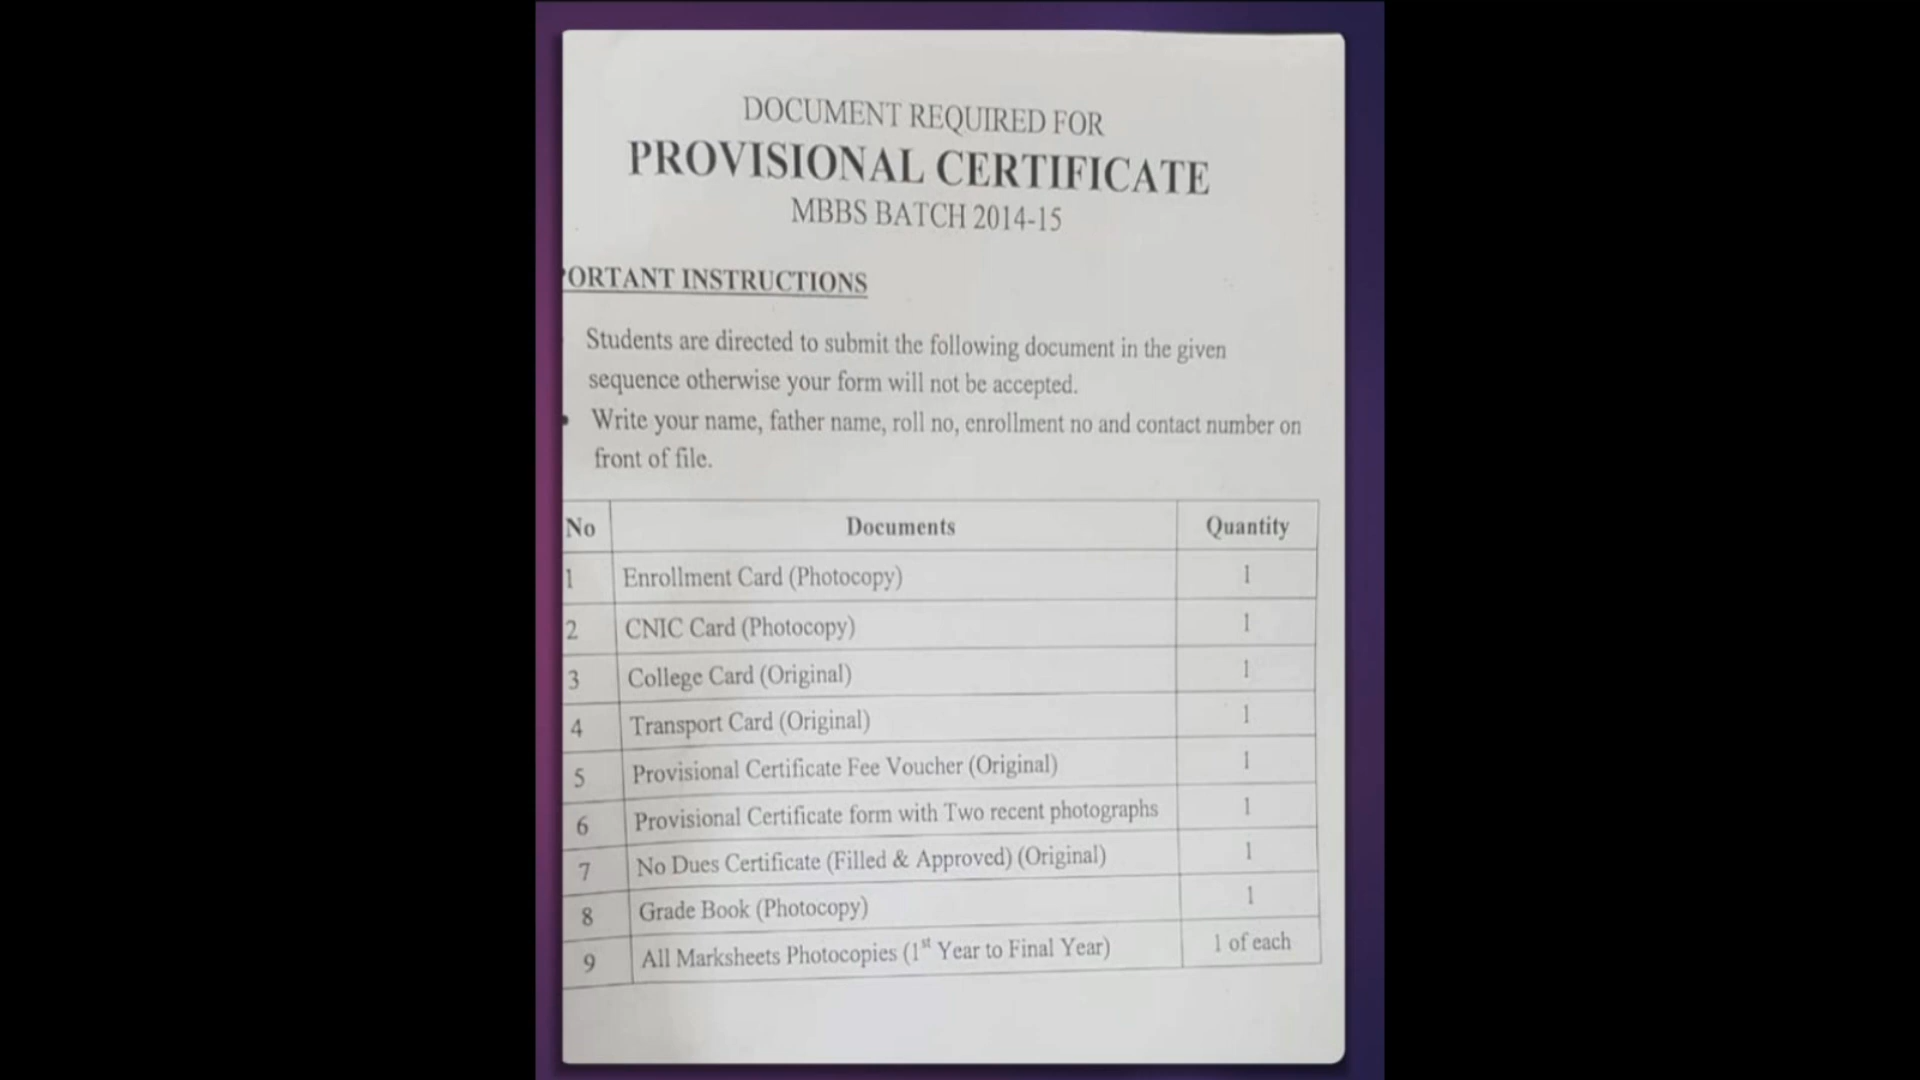 DOCUMENT REQUIRED FOR
PROVISIONAL CERTIFICATE
MBBS BATCH 2014-15
PORTANT INSTRUCTIONS
Students are directed to submit the following document in the given
sequence otherwise your form will not be accepted.
• Write your name, father name, roll no, enrollment no and contact number on
front of file.
No Documents Quantity
1 Enrollment Card (Photocopy) 1
2 CNIC Card (Photocopy) 1
3 College Card (Original) 1
4 Transport Card (Original) 1
5 Provisional Certificate Fee Voucher (Original) 1
6 Provisional Certificate form with Two recent photographs 1
7 No Dues Certificate (Filled & Approved) (Original) 1
8 Grade Book (Photocopy) 1
9 All Marksheets Photocopies (1st Year to Final Year) 1 of each